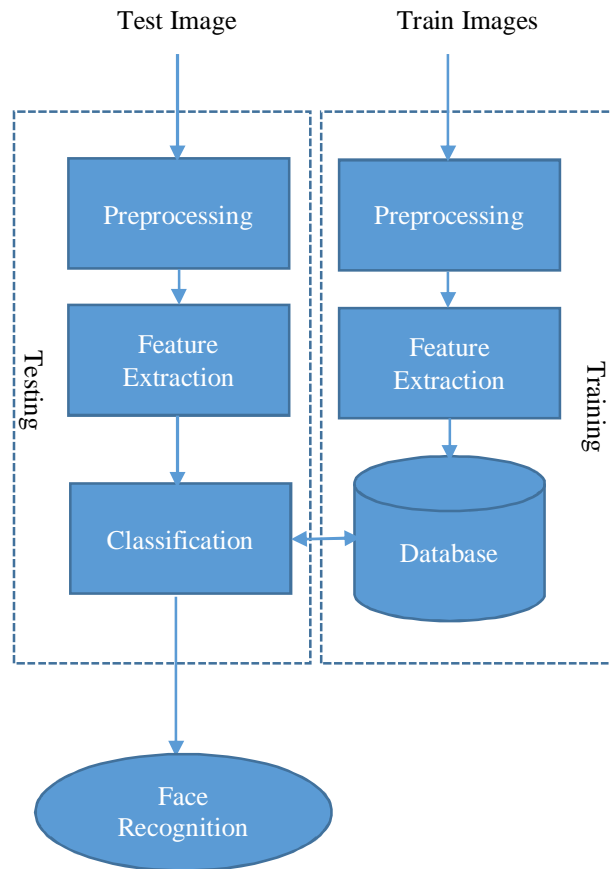 Test Image
Train Images
Preprocessing
Preprocessing
Feature
Extraction
Feature
Extraction
Testing
Training
Classification
Database
Face
Recognition